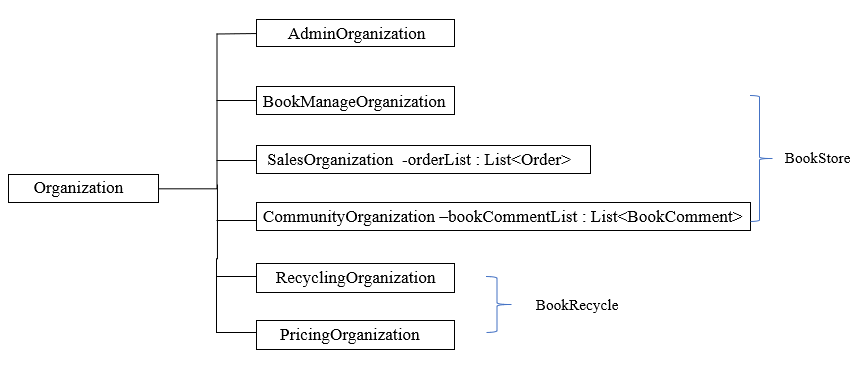 AdminOrganization
BookManageOrganization
SalesOrganization -orderList : List<Order>
BookStore
Organization
CommunityOrganization –bookCommentList : List<BookComment>
RecyclingOrganization
BookRecycle
PricingOrganization